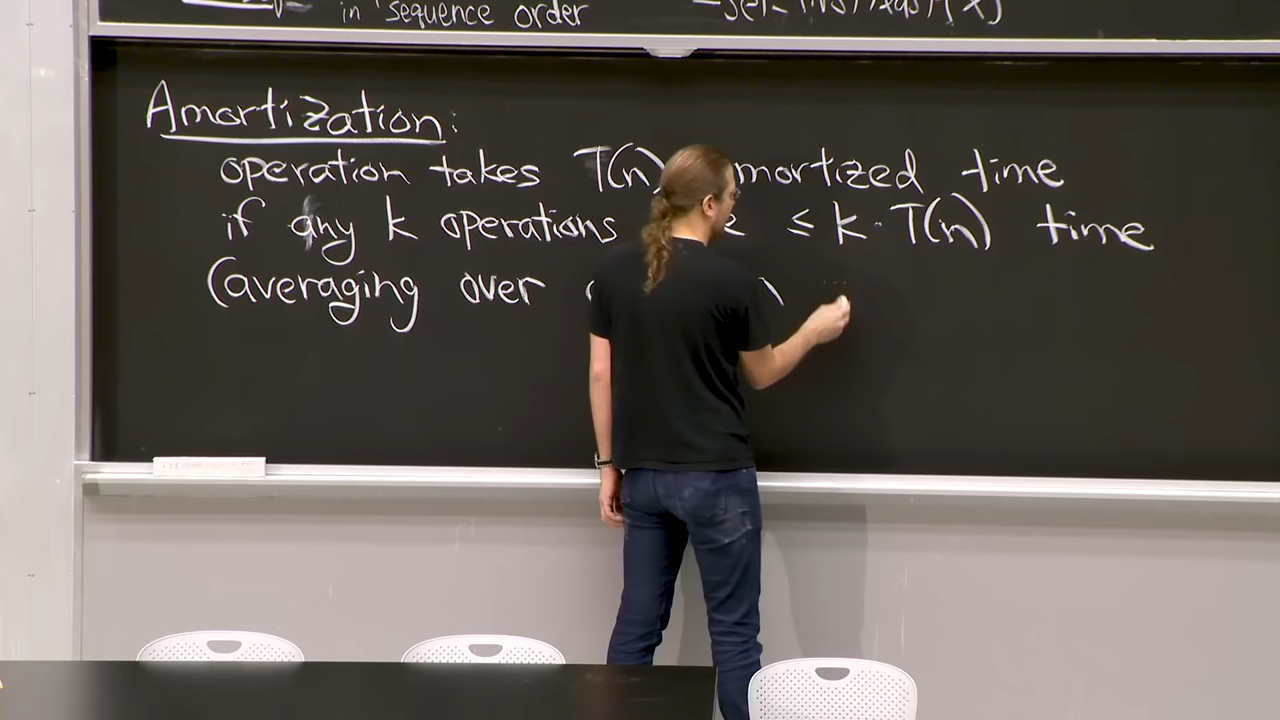 in sequence order
Amortization:
operation takes T(n) amortized time
if any k operations ≤ k·T(n) time
(averaging over